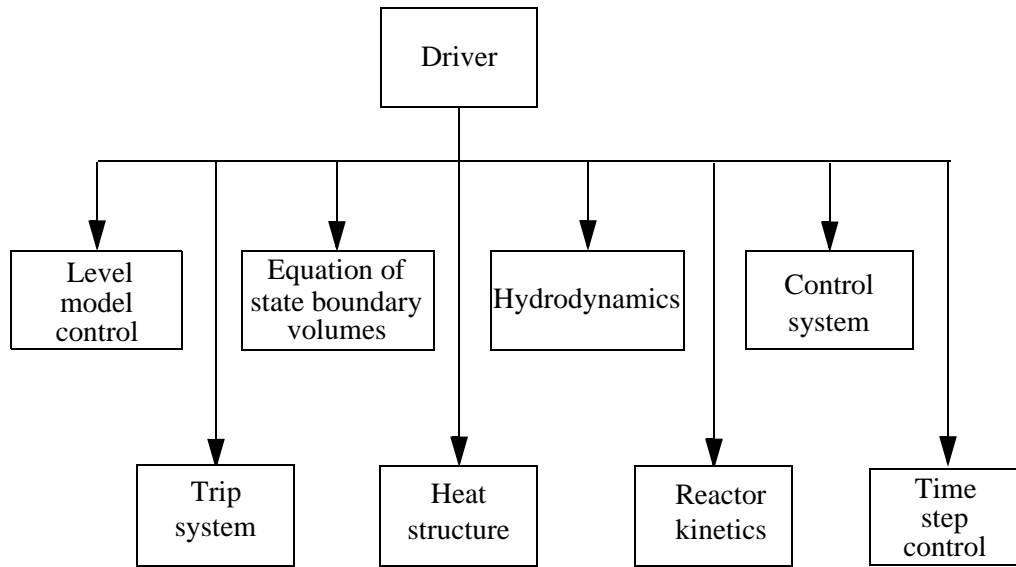 Driver
Level
model
control
Equation of
state boundary
volumes
Hydrodynamics
Control
system
Trip
system
Heat
structure
Reactor
kinetics
Time
step
control